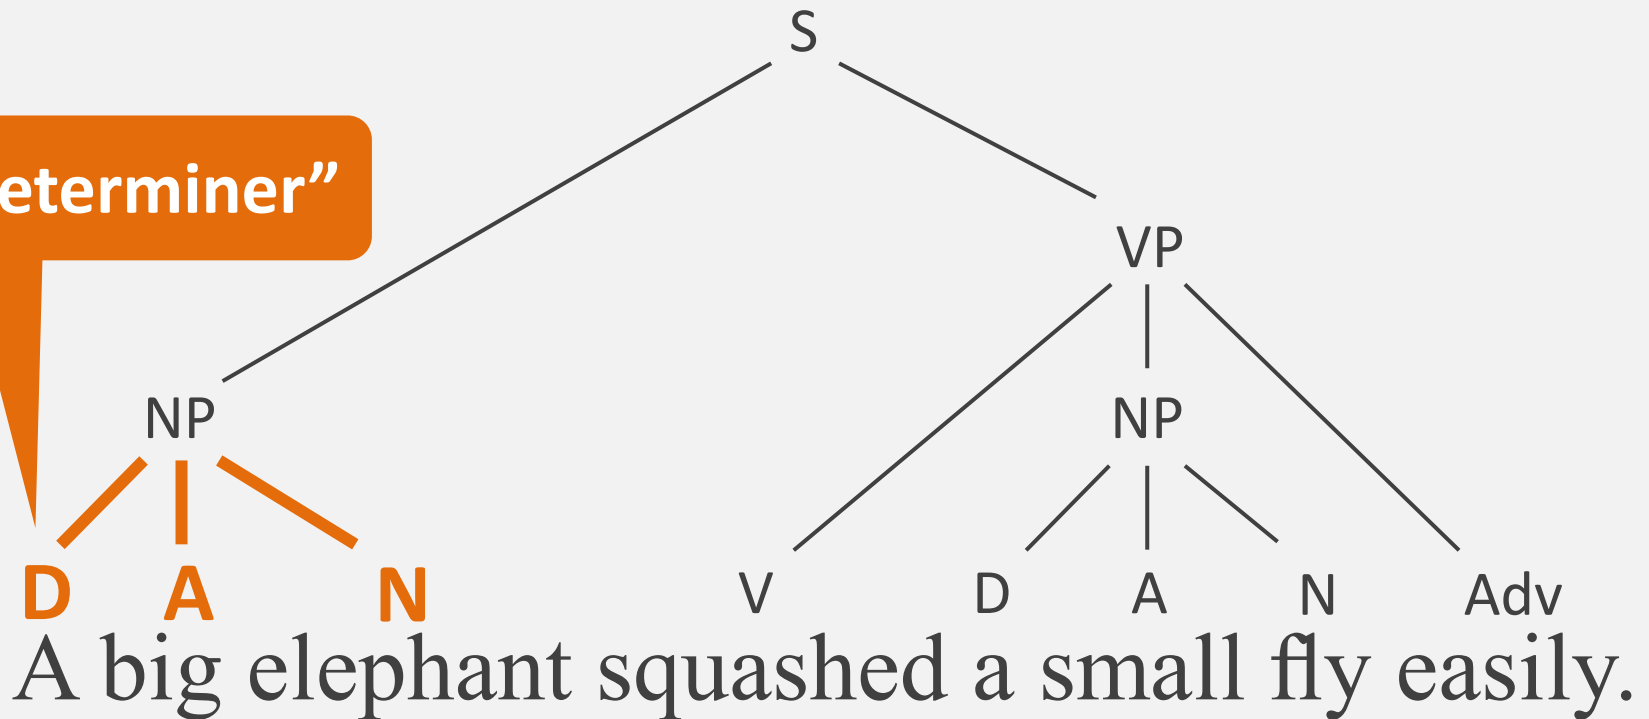 S
eterminer”
VP
NP
NP
D A N V D A N Adv
A big elephant squashed a small fly easily.